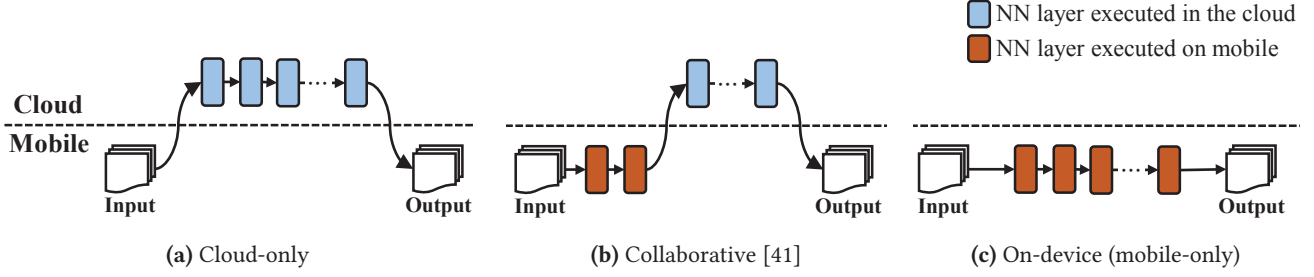 NN layer executed in the cloud
NN layer executed on mobile
Cloud
Mobile
Input
Output
Input
Output
Input
Output
(a) Cloud-only
(b) Collaborative [41]
(c) On-device (mobile-only)